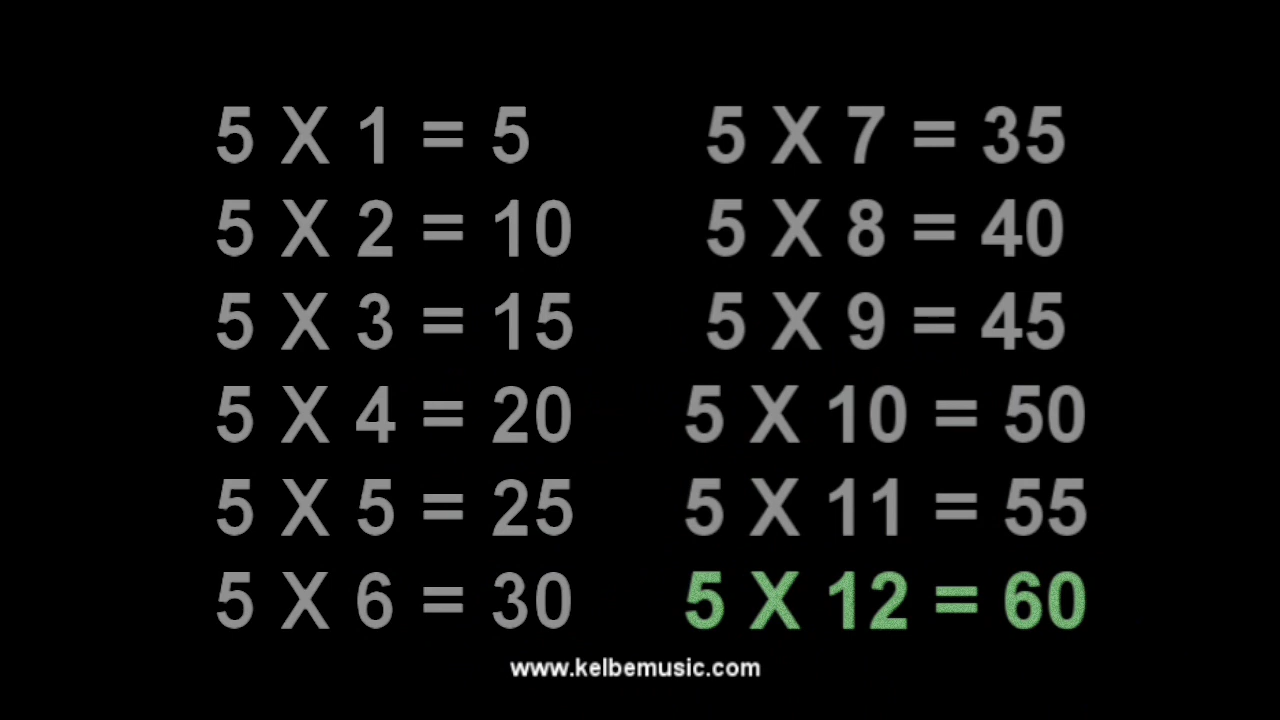 5 X 1 = 5
5 X 2 = 10
5 X 3 = 15
5 X 4 = 20
5 X 5 = 25
5 X 6 = 30
5 X 7 = 35
5 X 8 = 40
5 X 9 = 45
5 X 10 = 50
5 X 11 = 55
5 X 12 = 60
www.kelbemusic.com